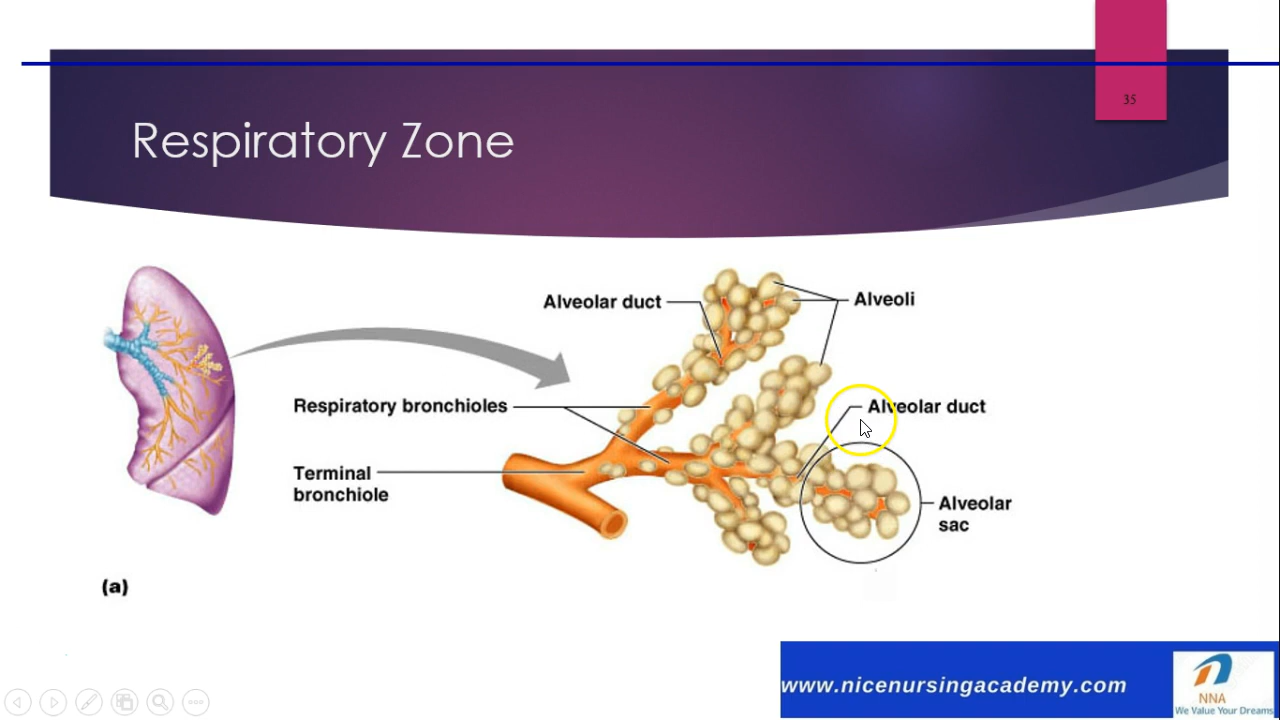 35
Respiratory Zone
Alveolar duct
Alveoli
Respiratory bronchioles
Alveolar duct
Terminal
bronchiole
Alveolar
sac
(a)
www.nicenursingacademy.com
NNA
We Value Your Dreams